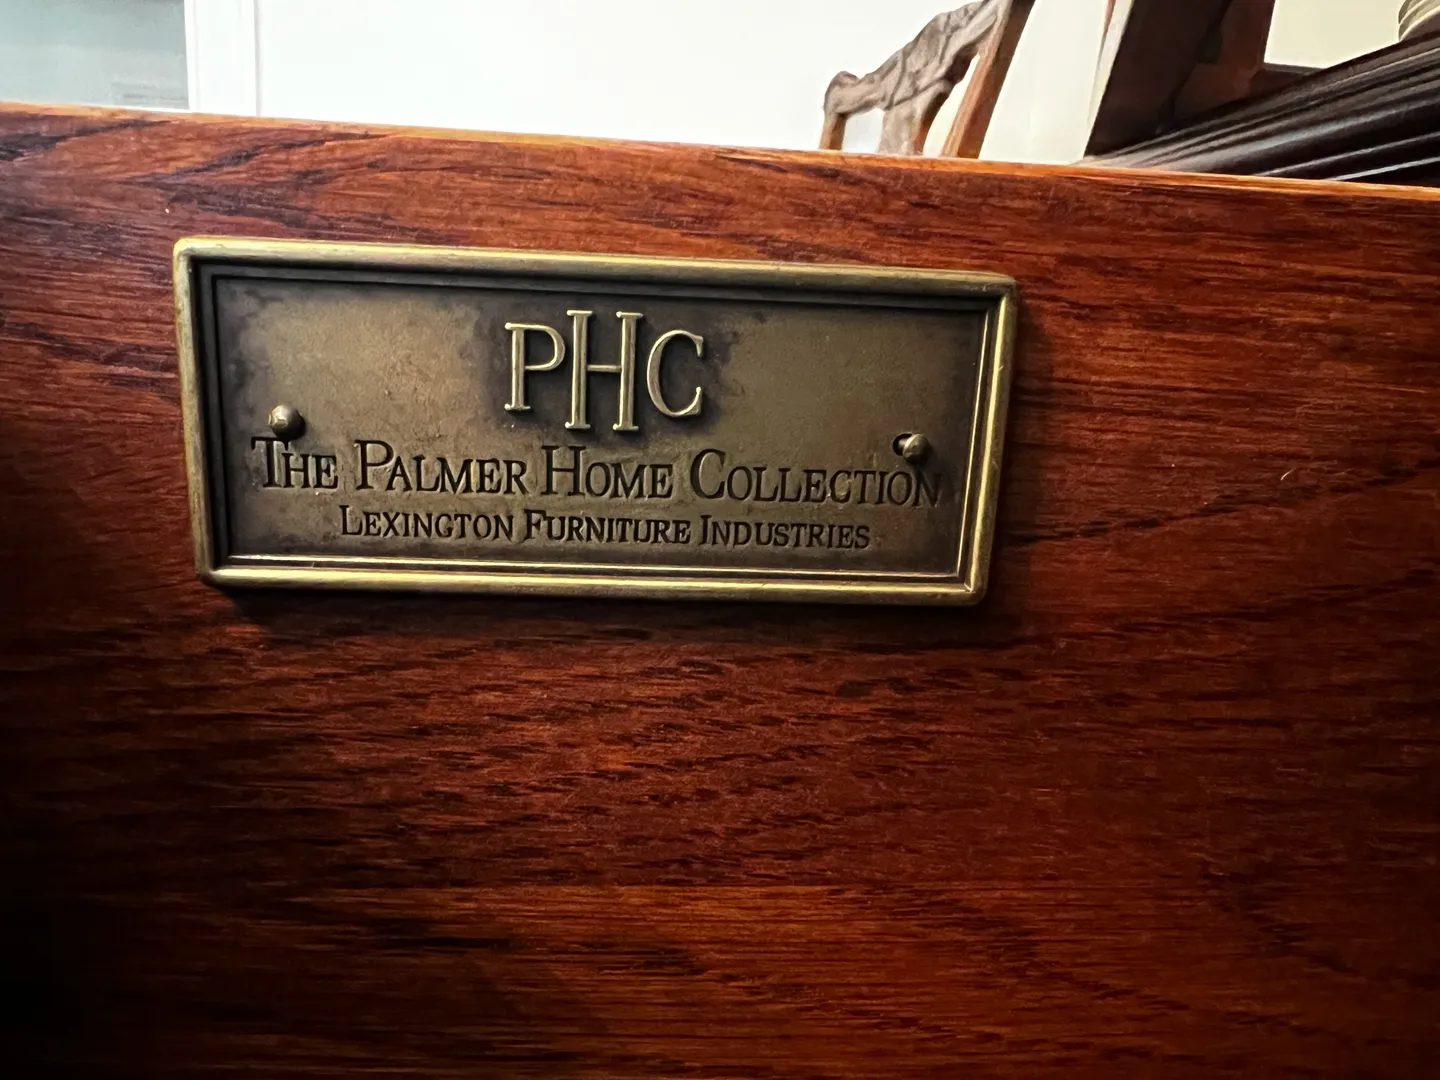 PHC
THE PALMER HOME COLLECTION
LEXINGTON FURNITURE INDUSTRIES